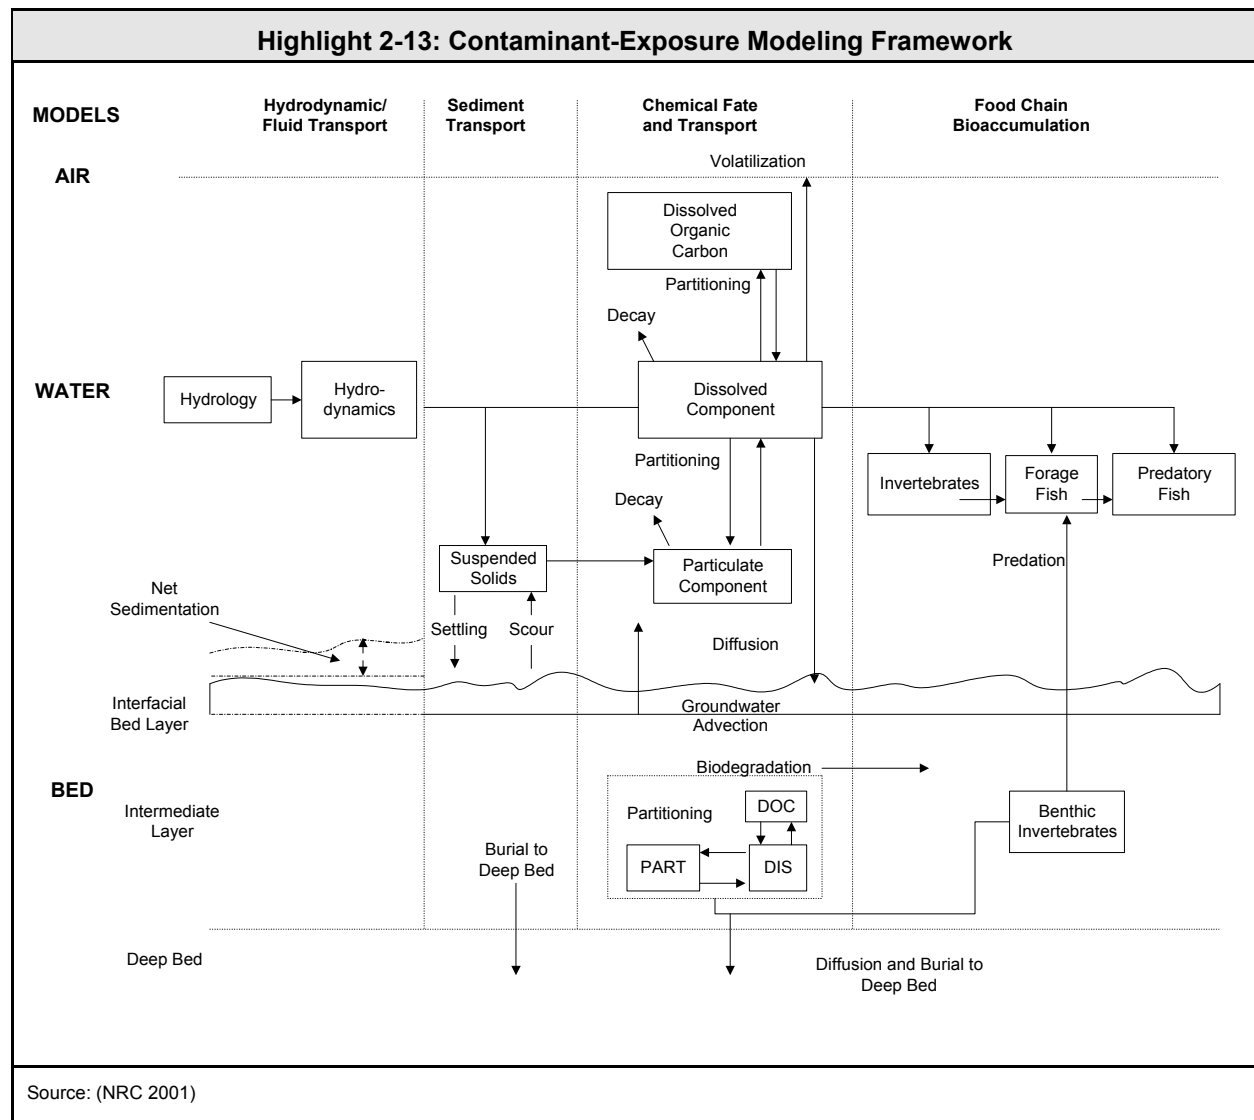 Highlight 2-13: Contaminant-Exposure Modeling Framework
MODELS
Hydrodynamic/
Fluid Transport
Sediment
Transport
Chemical Fate
and Transport
Food Chain
Bioaccumulation
AIR
Volatilization
Dissolved
Organic
Carbon
Partitioning
Decay
WATER
Hydrology
Hydro-
dynamics
Dissolved
Component
Partitioning
Invertebrates
Forage
Fish
Predatory
Fish
Decay
Suspended
Solids
Particulate
Component
Predation
Net
Sedimentation
Settling
Scour
Diffusion
Interfacial
Bed Layer
Groundwater
Advection
Biodegradation
BED
Intermediate
Layer
Partitioning
DOC
Benthic
Invertebrates
Burial to
Deep Bed
PART
DIS
Deep Bed
Diffusion and Burial to
Deep Bed
Source: (NRC 2001)